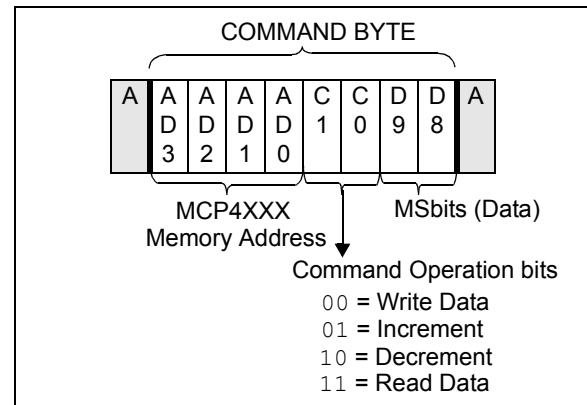 COMMAND BYTE
A A A A A C C D D A
D D D D 1 0 9 8
3 2 1 0
MCP4XXX MSbits (Data)
Memory Address
Command Operation bits
00 = Write Data
01 = Increment
10 = Decrement
11 = Read Data